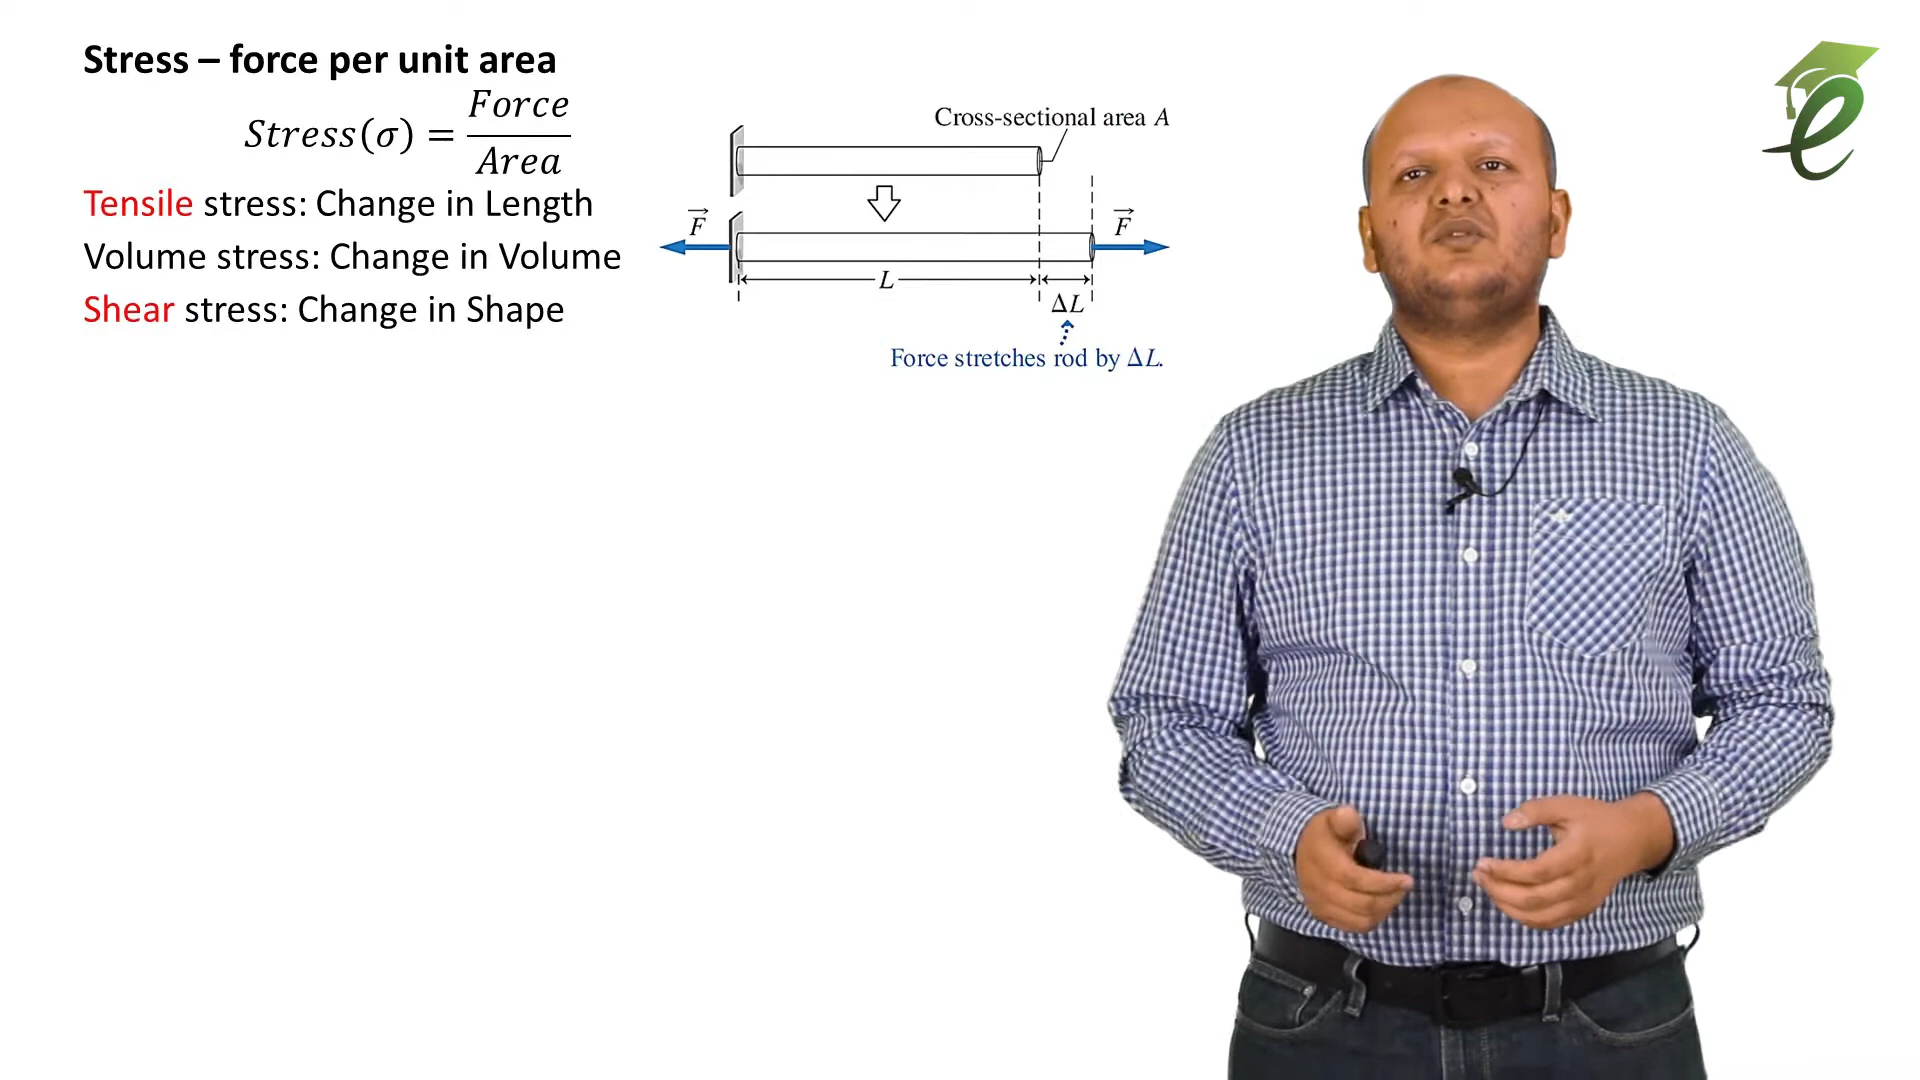 Stress – force per unit area
Stress(σ) = Force / Area
Tensile stress: Change in Length
Volume stress: Change in Volume
Shear stress: Change in Shape
Cross-sectional area A
F⃗ F⃗
L
ΔL
Force stretches rod by ΔL.
e